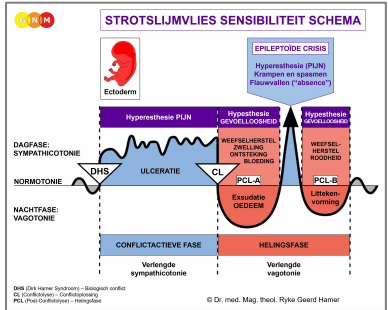 GNM
STROTSLIJMVLIES SENSIBILITEIT SCHEMA
EPILEPTOÏDE CRISIS
Hyperesthesie (PIJN)
Krampen en spasmen
Flauwvallen ("absence")
Ectoderm
Hyperesthesie PIJN
Hypesthesie
GEVOELLOOSHEID
Hypesthesie
GEVOELLOOSHEID
DAGFASE:
SYMPATHICOTONIE
WEEFSELHERSTEL
ZWELLING
ONTSTEKING
BLOEDING
WEEFSEL-
HERSTEL
ROODHEID
DHS
ULCERATIE
CL
PCL-A
PCL-B
NORMOTONIE
Exsudatie
OEDEEM
Litteken-
vorming
NACHTFASE:
VAGOTONIE
CONFLICTACTIEVE FASE
HELINGSFASE
Verlengde
sympathicotonie
Verlengde
vagotonie
DHS (Dirk Hamer Syndroom) – Biologisch conflict
CL (Conflictolyse) – Conflictoplossing
PCL (Post-Conflictolyse) – Helingsfase
© Dr. med. Mag. theol. Ryke Geerd Hamer